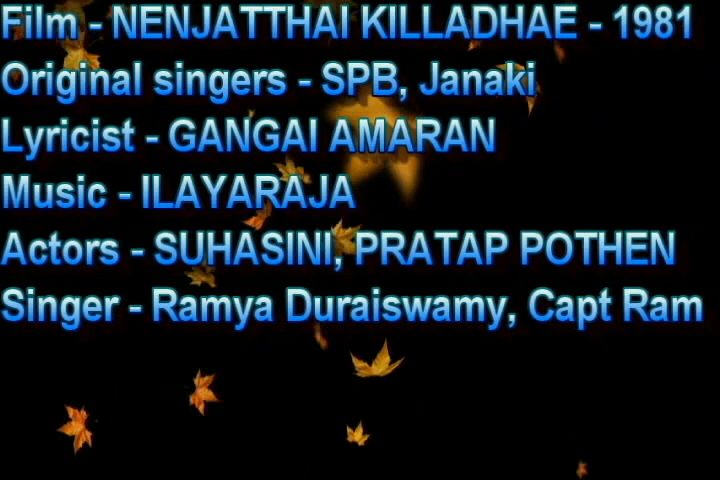 Film - NENJATTHAI KILLADHAE - 1981
Original singers - SPB, Janaki
Lyricist - GANGAI AMARAN
Music - ILAYARAJA
Actors - SUHASINI, PRATAP POTHEN
Singer - Ramya Duraiswamy, Capt Ram